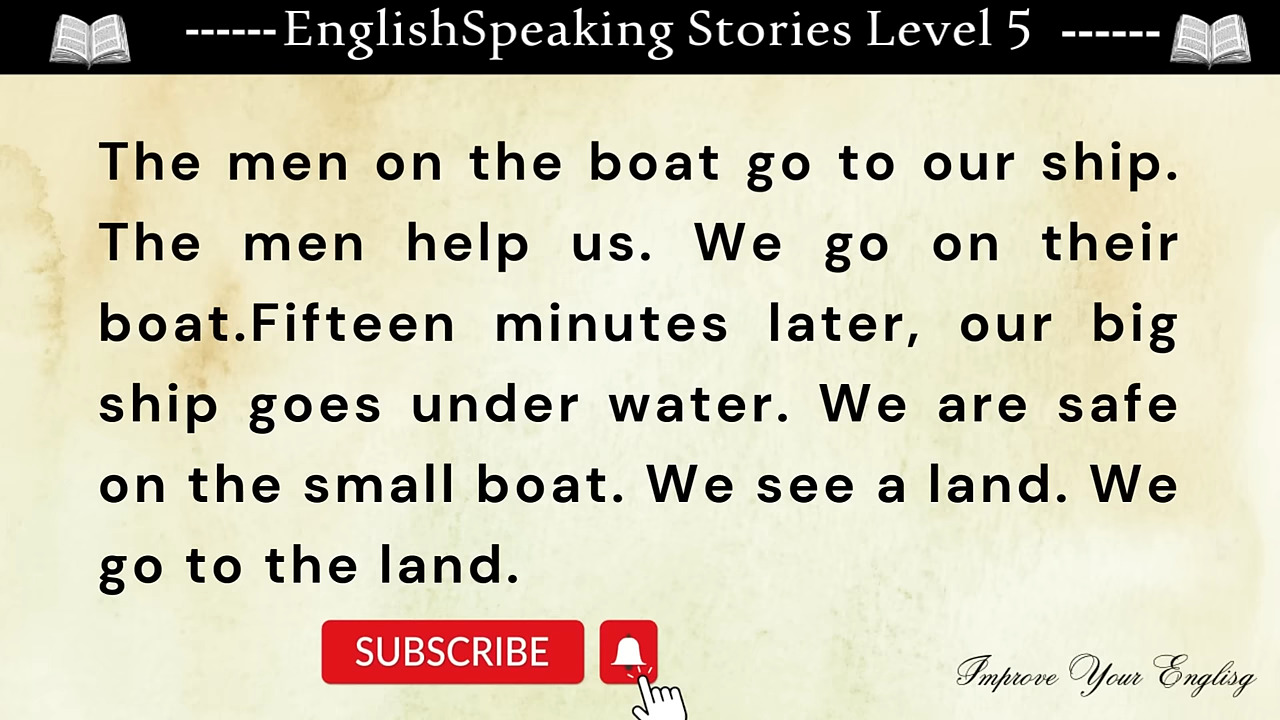 ------EnglishSpeaking Stories Level 5 ------
The men on the boat go to our ship.
The men help us. We go on their
boat.Fifteen minutes later, our big
ship goes under water. We are safe
on the small boat. We see a land. We
go to the land.
SUBSCRIBE
Improve Your Englisg